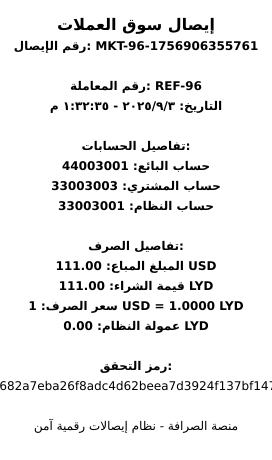 إيصال سوق العملات
رقم الإيصال: MKT-96-1756906355761
رقم المعاملة: REF-96
التاريخ: ٢٠٢٥/٩/٣ - ١:٣٢:٣٥ م
تفاصيل الحسابات:
حساب البائع: 44003001
حساب المشتري: 33003003
حساب النظام: 33003001
تفاصيل الصرف:
المبلغ المباع: 111.00 USD
قيمة الشراء: 111.00 LYD
سعر الصرف: 1 USD = 1.0000 LYD
عمولة النظام: 0.00 LYD
رمز التحقق:
682a7eba26f8adc4d62beea7d3924f137bf147
منصة الصرافة - نظام إيصالات رقمية آمن